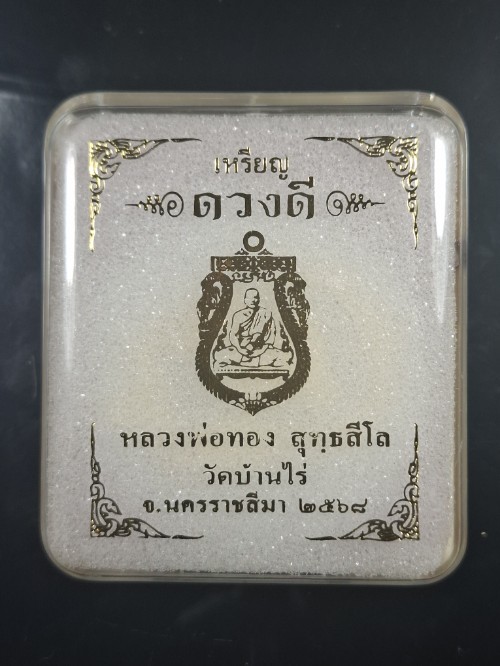 เหรียญ
ดวงดี
หลวงพ่อทอง สุทฺธสีโล
วัดบ้านไร่
จ.นครราชสีมา ๒๕๖๘